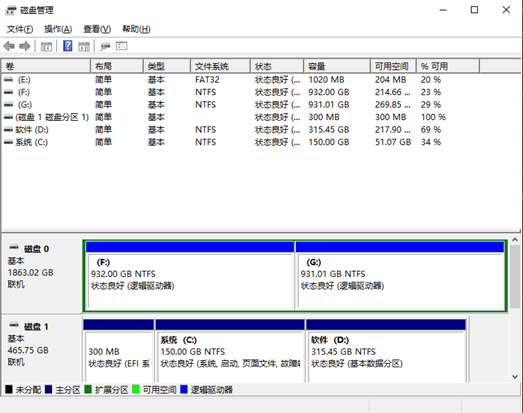 磁盘管理
文件(F) 操作(A) 查看(V) 帮助(H)
卷 布局 类型 文件系统 状态 容量 可用空间 % 可用
(E:) 简单 基本 FAT32 状态良好 (... 1020 MB 204 MB 20 %
(F:) 简单 基本 NTFS 状态良好 (... 932.00 GB 214.66 ... 23 %
(G:) 简单 基本 NTFS 状态良好 (... 931.01 GB 269.85 ... 29 %
(磁盘 1 磁盘分区 1) 简单 基本 状态良好 (... 300 MB 300 MB 100 %
软件 (D:) 简单 基本 NTFS 状态良好 (... 315.45 GB 217.90 ... 69 %
系统 (C:) 简单 基本 NTFS 状态良好 (... 150.00 GB 51.07 GB 34 %
磁盘 0
基本
1863.02 GB
联机
(F:)
932.00 GB NTFS
状态良好 (逻辑驱动器)
(G:)
931.01 GB NTFS
状态良好 (逻辑驱动器)
磁盘 1
基本
465.75 GB
联机
300 MB
状态良好 (EFI 系
系统 (C:)
150.00 GB NTFS
状态良好 (系统, 启动, 页面文件, 故障
软件 (D:)
315.45 GB NTFS
状态良好 (基本数据分区)
未分配 主分区 扩展分区 可用空间 逻辑驱动器